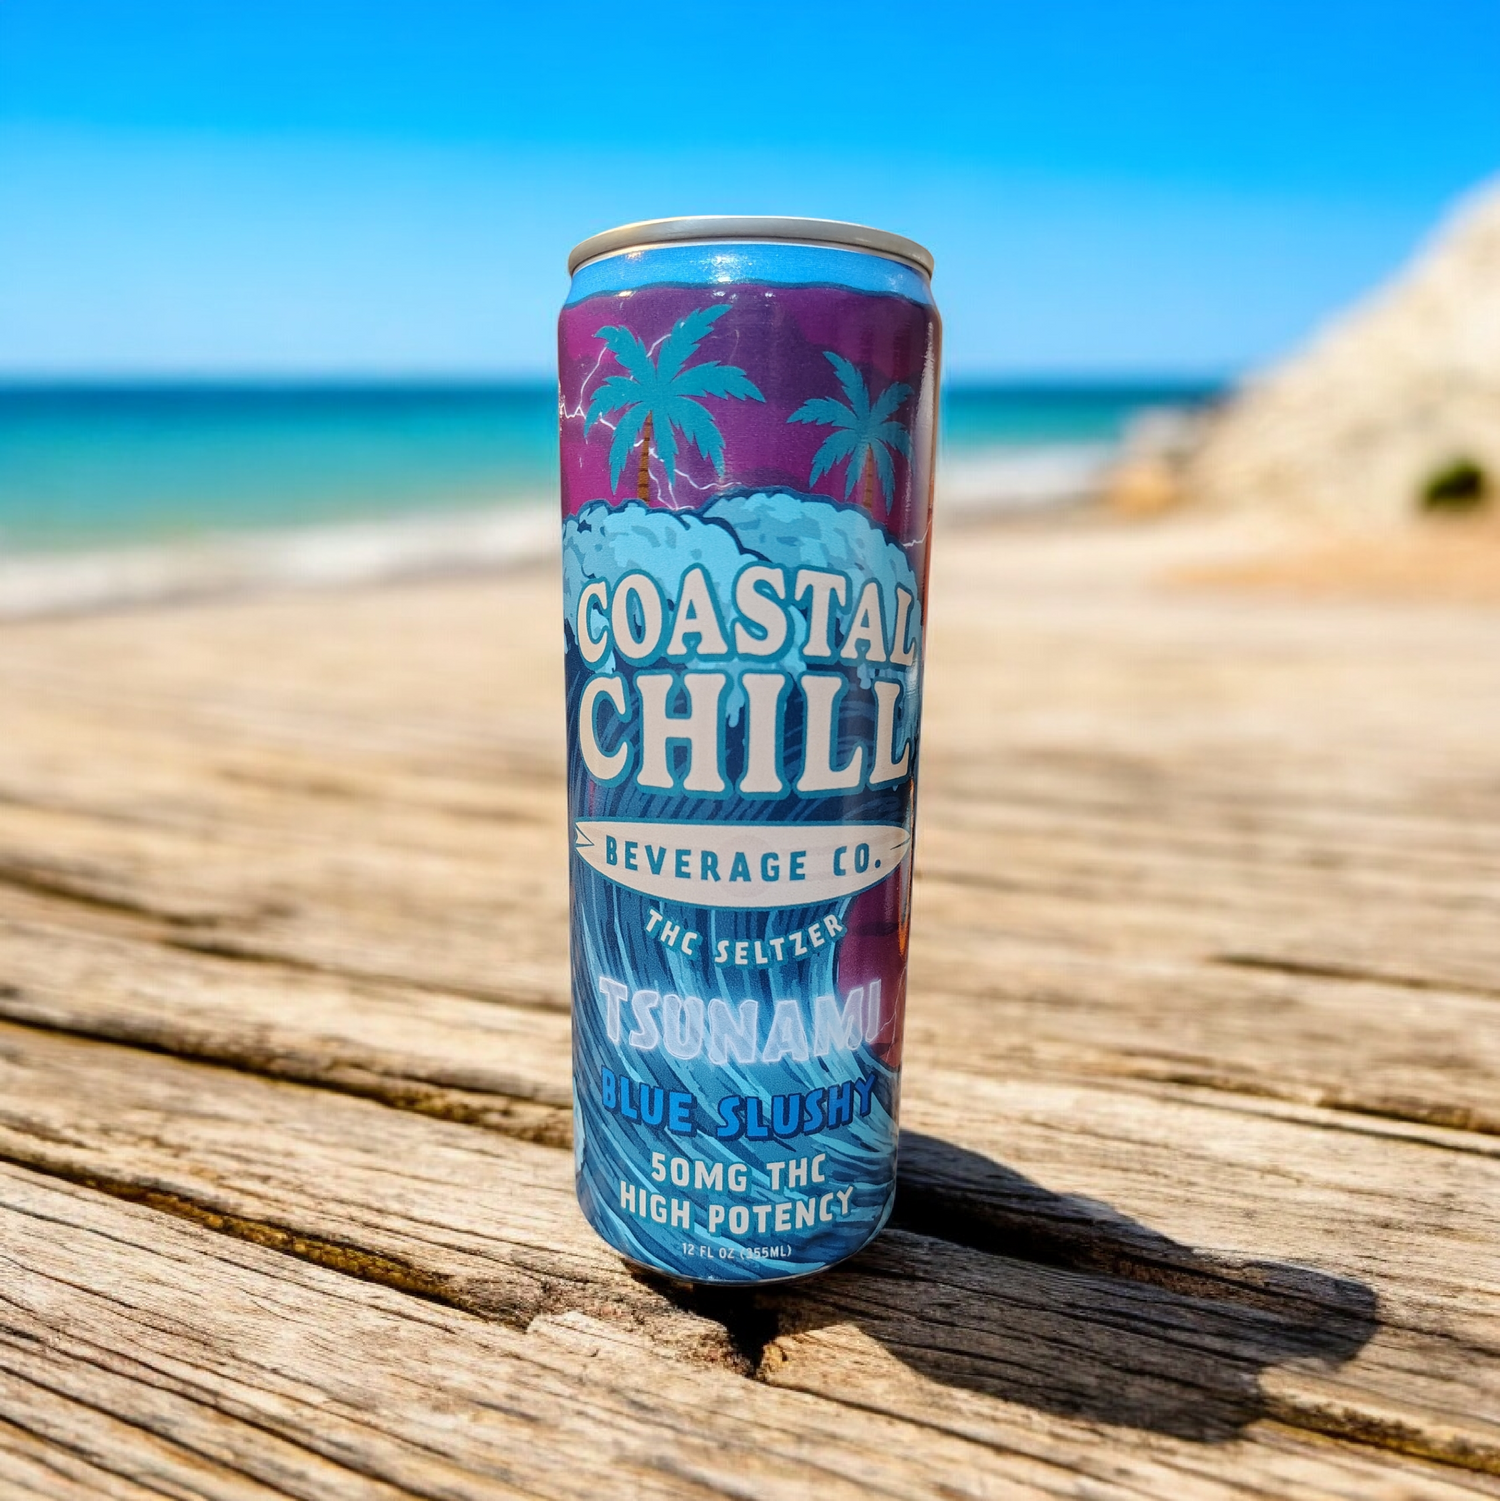 COASTAL
CHILL
BEVERAGE CO.
THC SELTZER
TSUNAMI
BLUE SLUSHY
50MG THC
HIGH POTENCY
12 FL OZ (355ML)